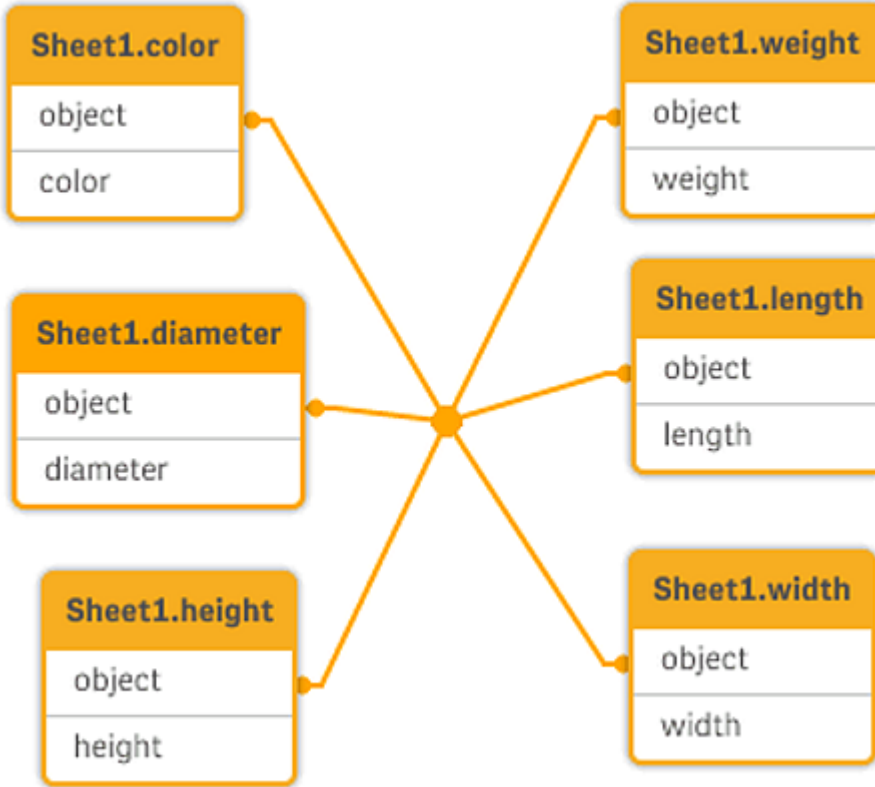 Sheet1.color
object
color
Sheet1.diameter
object
diameter
Sheet1.height
object
height
Sheet1.weight
object
weight
Sheet1.length
object
length
Sheet1.width
object
width